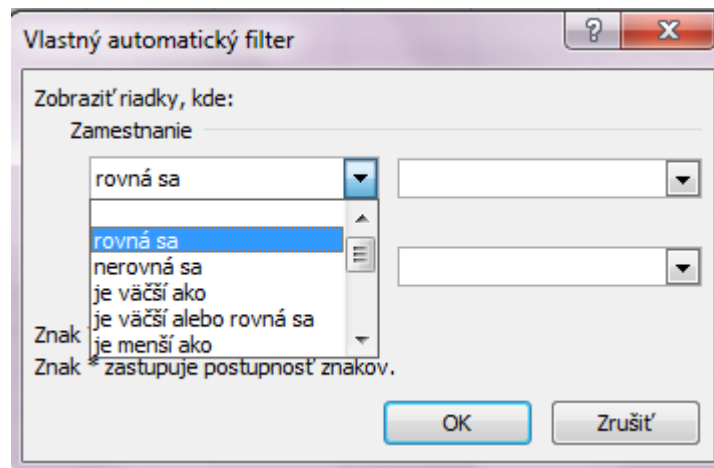 Vlastný automatický filter
Zobraziť riadky, kde:
Zamestnanie
rovná sa
rovná sa
nerovná sa
je väčší ako
je väčší alebo rovná sa
je menší ako
Znak
Znak * zastupuje postupnosť znakov.
OK
Zrušiť